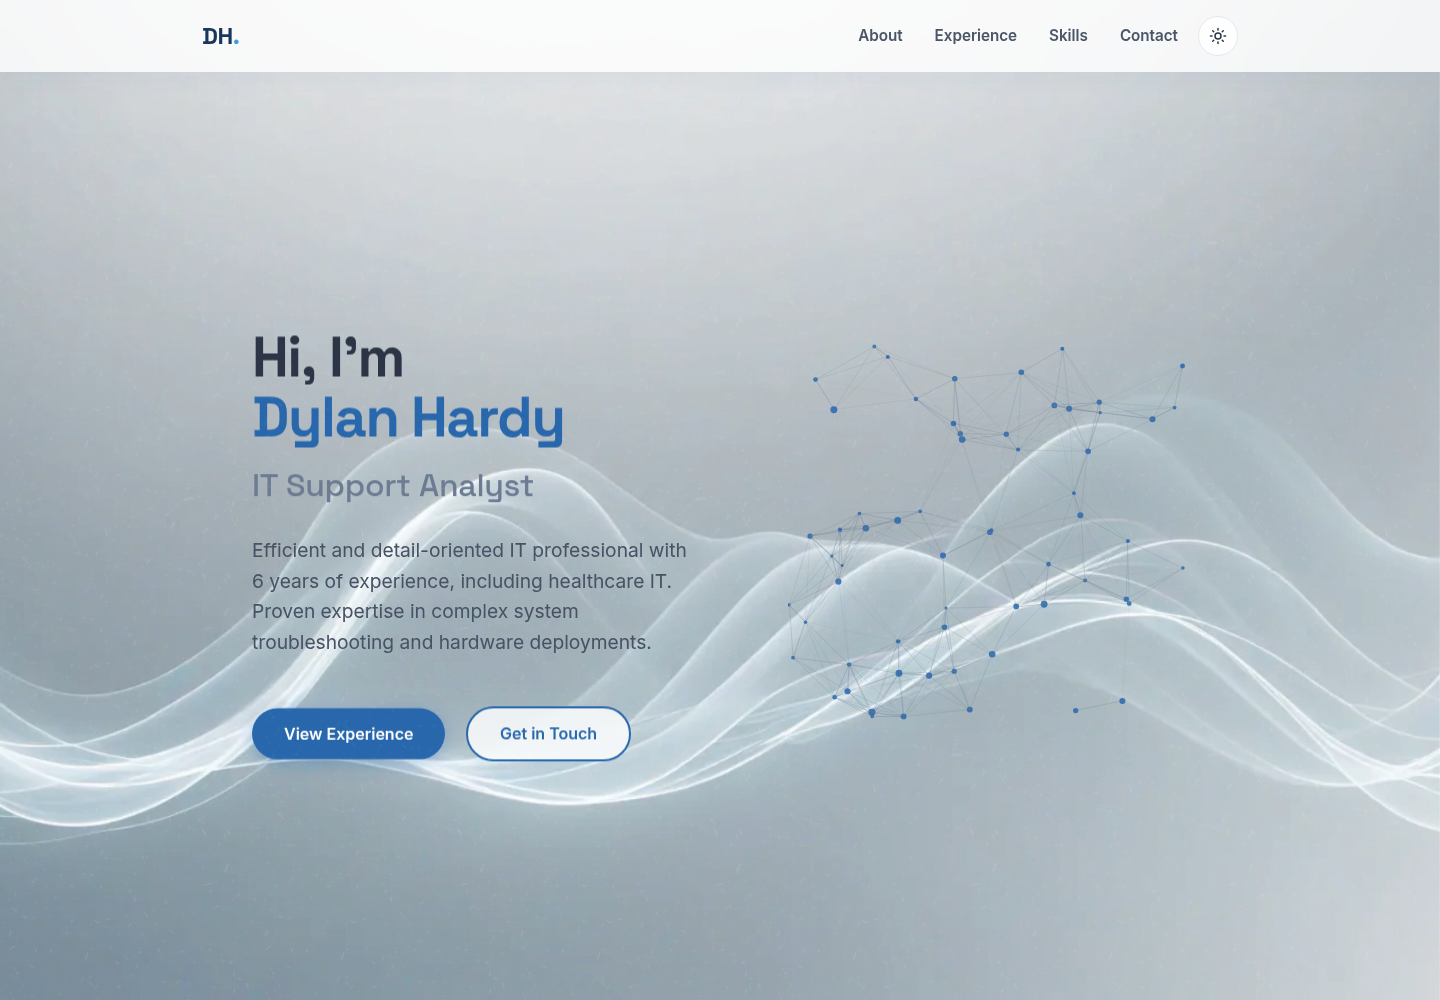 DH.
About
Experience
Skills
Contact
Hi, I’m
Dylan Hardy
IT Support Analyst
Efficient and detail-oriented IT professional with
6 years of experience, including healthcare IT.
Proven expertise in complex system
troubleshooting and hardware deployments.
View Experience
Get in Touch